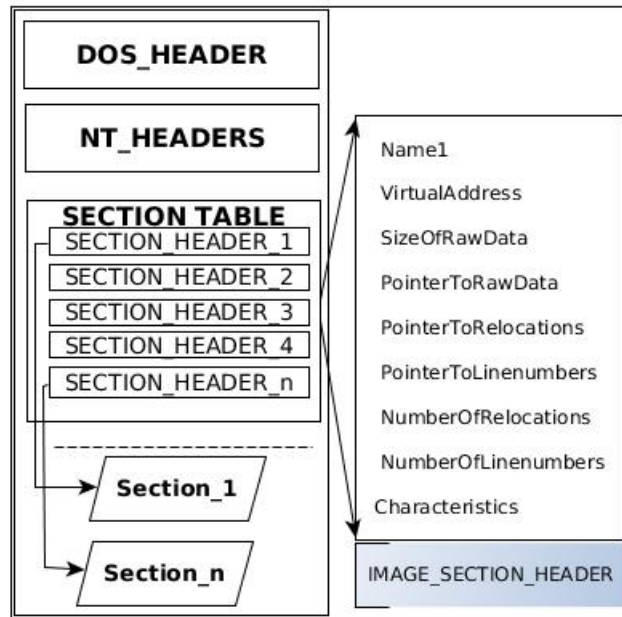 DOS_HEADER
NT_HEADERS
SECTION TABLE
SECTION_HEADER_1
SECTION_HEADER_2
SECTION_HEADER_3
SECTION_HEADER_4
SECTION_HEADER_n
Section_1
Section_n
Name1
VirtualAddress
SizeOfRawData
PointerToRawData
PointerToRelocations
PointerToLinenumbers
NumberOfRelocations
NumberOfLinenumbers
Characteristics
IMAGE_SECTION_HEADER